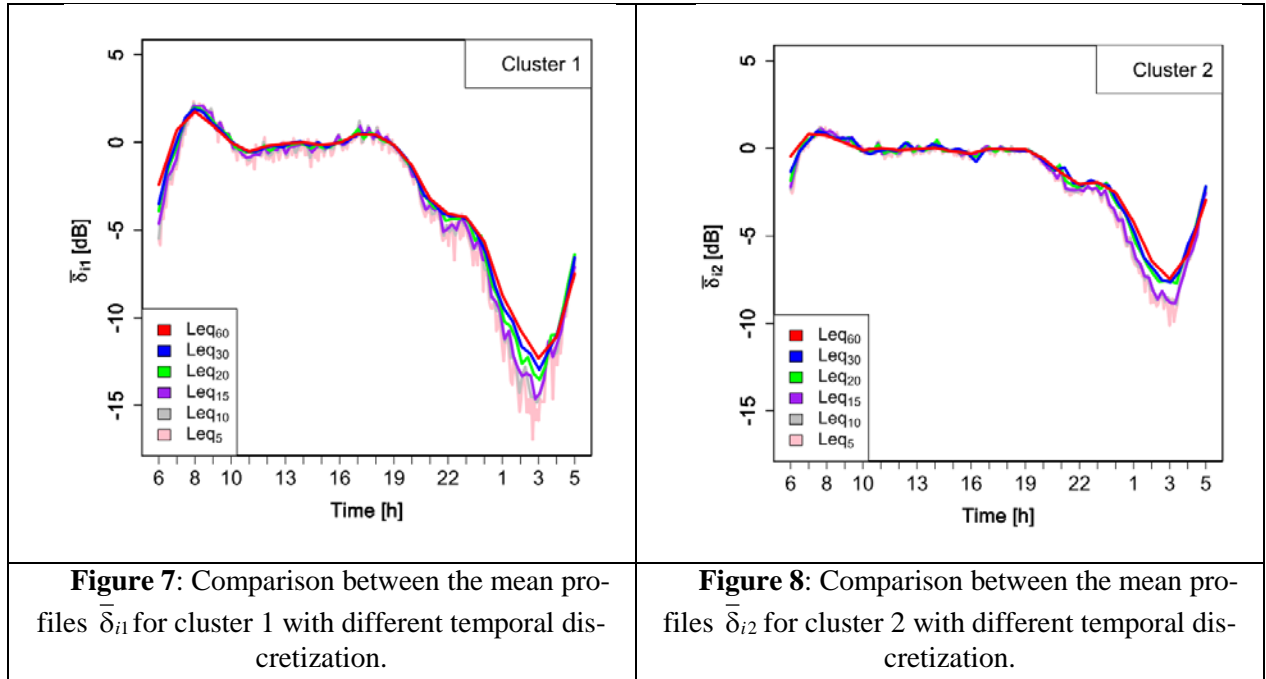 5
0
-5
-10
-15
δ̄i1 [dB]
Cluster 1
Leq60
Leq30
Leq20
Leq15
Leq10
Leq5
6 8 10 13 16 19 22 1 3 5
Time [h]
Figure 7: Comparison between the mean pro-
files δ̄i1 for cluster 1 with different temporal dis-
cretization.
5
0
-5
-10
-15
δ̄i2 [dB]
Cluster 2
Leq60
Leq30
Leq20
Leq15
Leq10
Leq5
6 8 10 13 16 19 22 1 3 5
Time [h]
Figure 8: Comparison between the mean pro-
files δ̄i2 for cluster 2 with different temporal dis-
cretization.